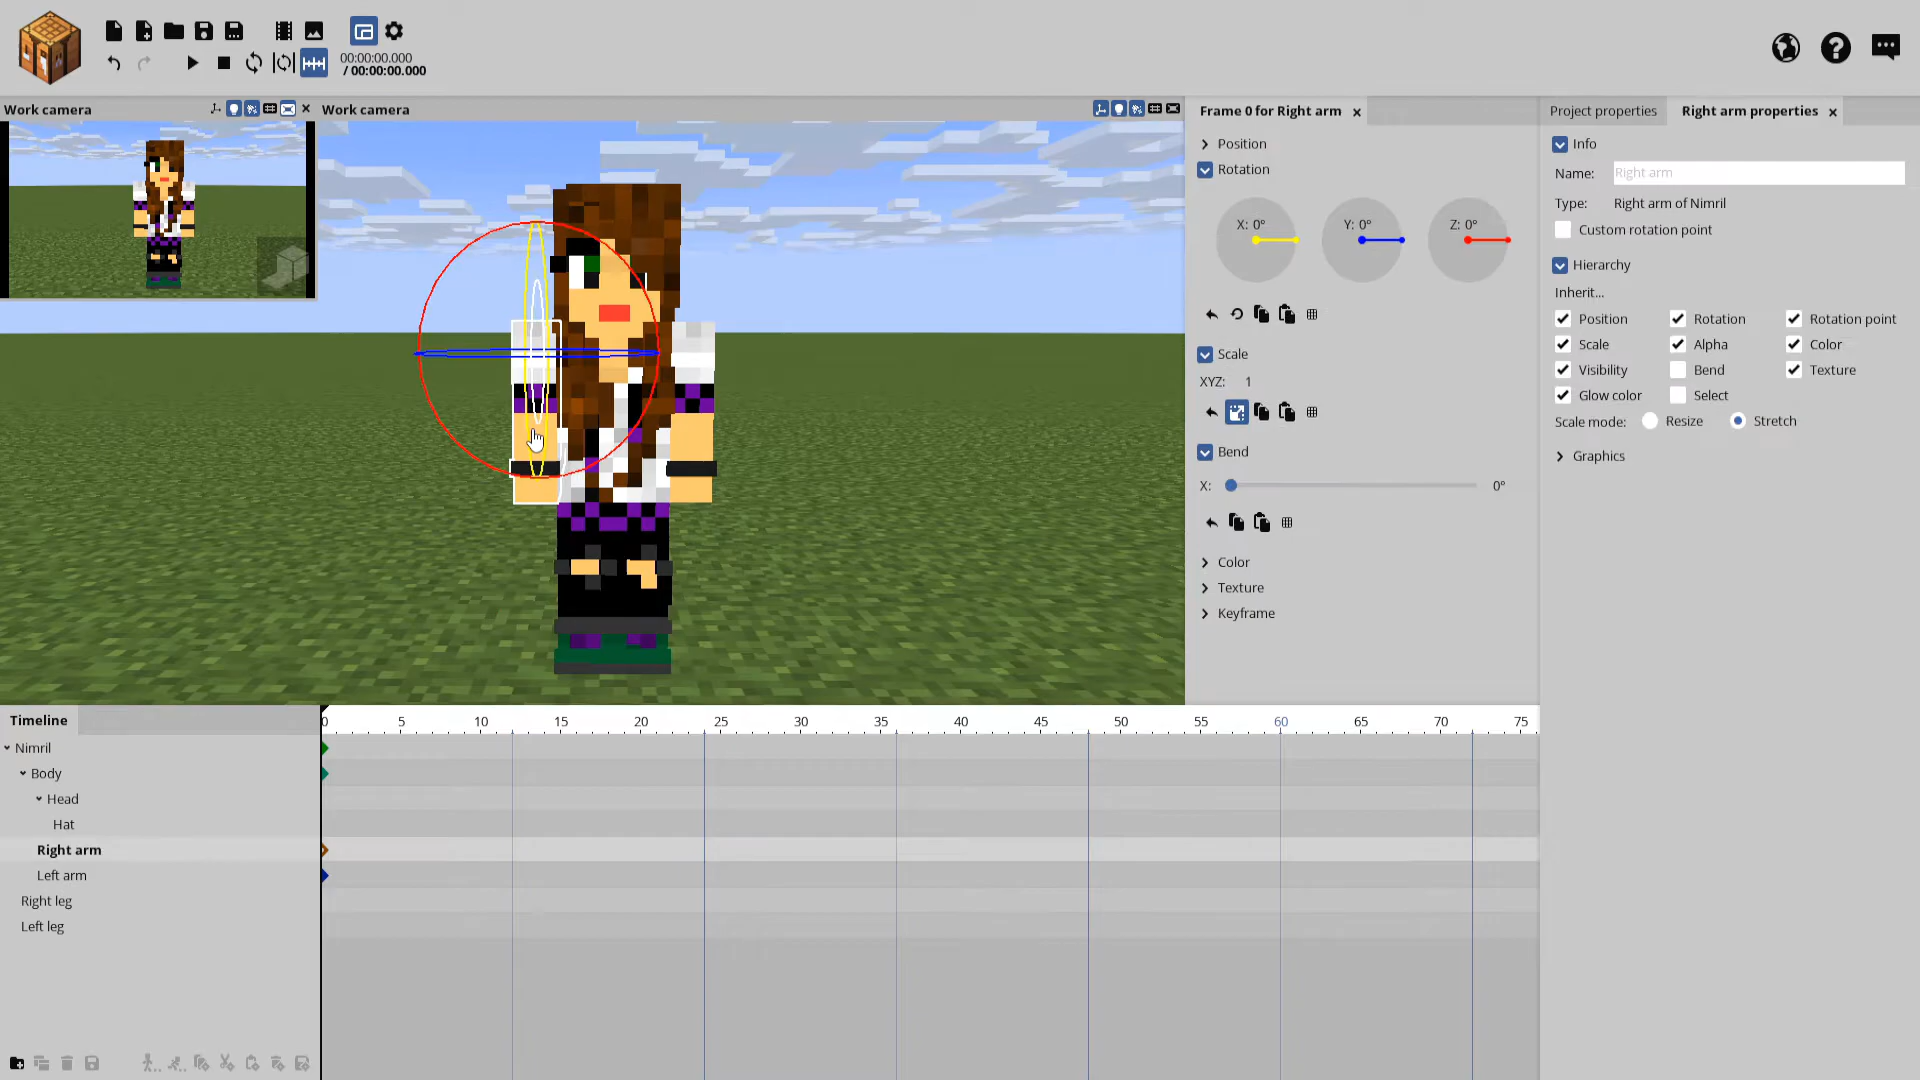 00:00:00.000
/ 00:00:00.000
Work camera
Work camera
Frame 0 for Right arm
Position
Rotation
X: 0°
Y: 0°
Z: 0°
Scale
XYZ: 1
Bend
X: 0°
Color
Texture
Keyframe
Project properties
Right arm properties
Info
Name: Right arm
Type: Right arm of Nimril
Custom rotation point
Hierarchy
Inherit...
Position Rotation Rotation point
Scale Alpha Color
Visibility Bend Texture
Glow color Select
Scale mode: Resize Stretch
Graphics
Timeline
0 5 10 15 20 25 30 35 40 45 50 55 60 65 70 75
Nimril
Body
Head
Hat
Right arm
Left arm
Right leg
Left leg